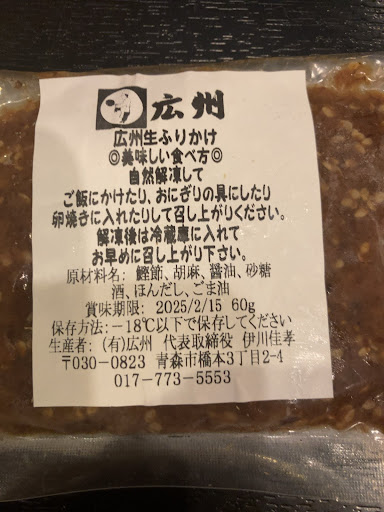 広州
広州生ふりかけ
◎美味しい食べ方◎
自然解凍して
ご飯にかけたり、おにぎりの具にしたり
卵焼きに入れたりして召し上がりください。
解凍後は冷蔵庫に入れて
お早めに召し上がり下さい。
原材料名: 鰹節、胡麻、醤油、砂糖
酒、ほんだし、ごま油
賞味期限: 2025/2/15 60g
保存方法:－18℃以下で保存してください
生産者: (有)広州 代表取締役 伊川佳孝
〒030-0823 青森市橋本3丁目2-4
017-773-5553